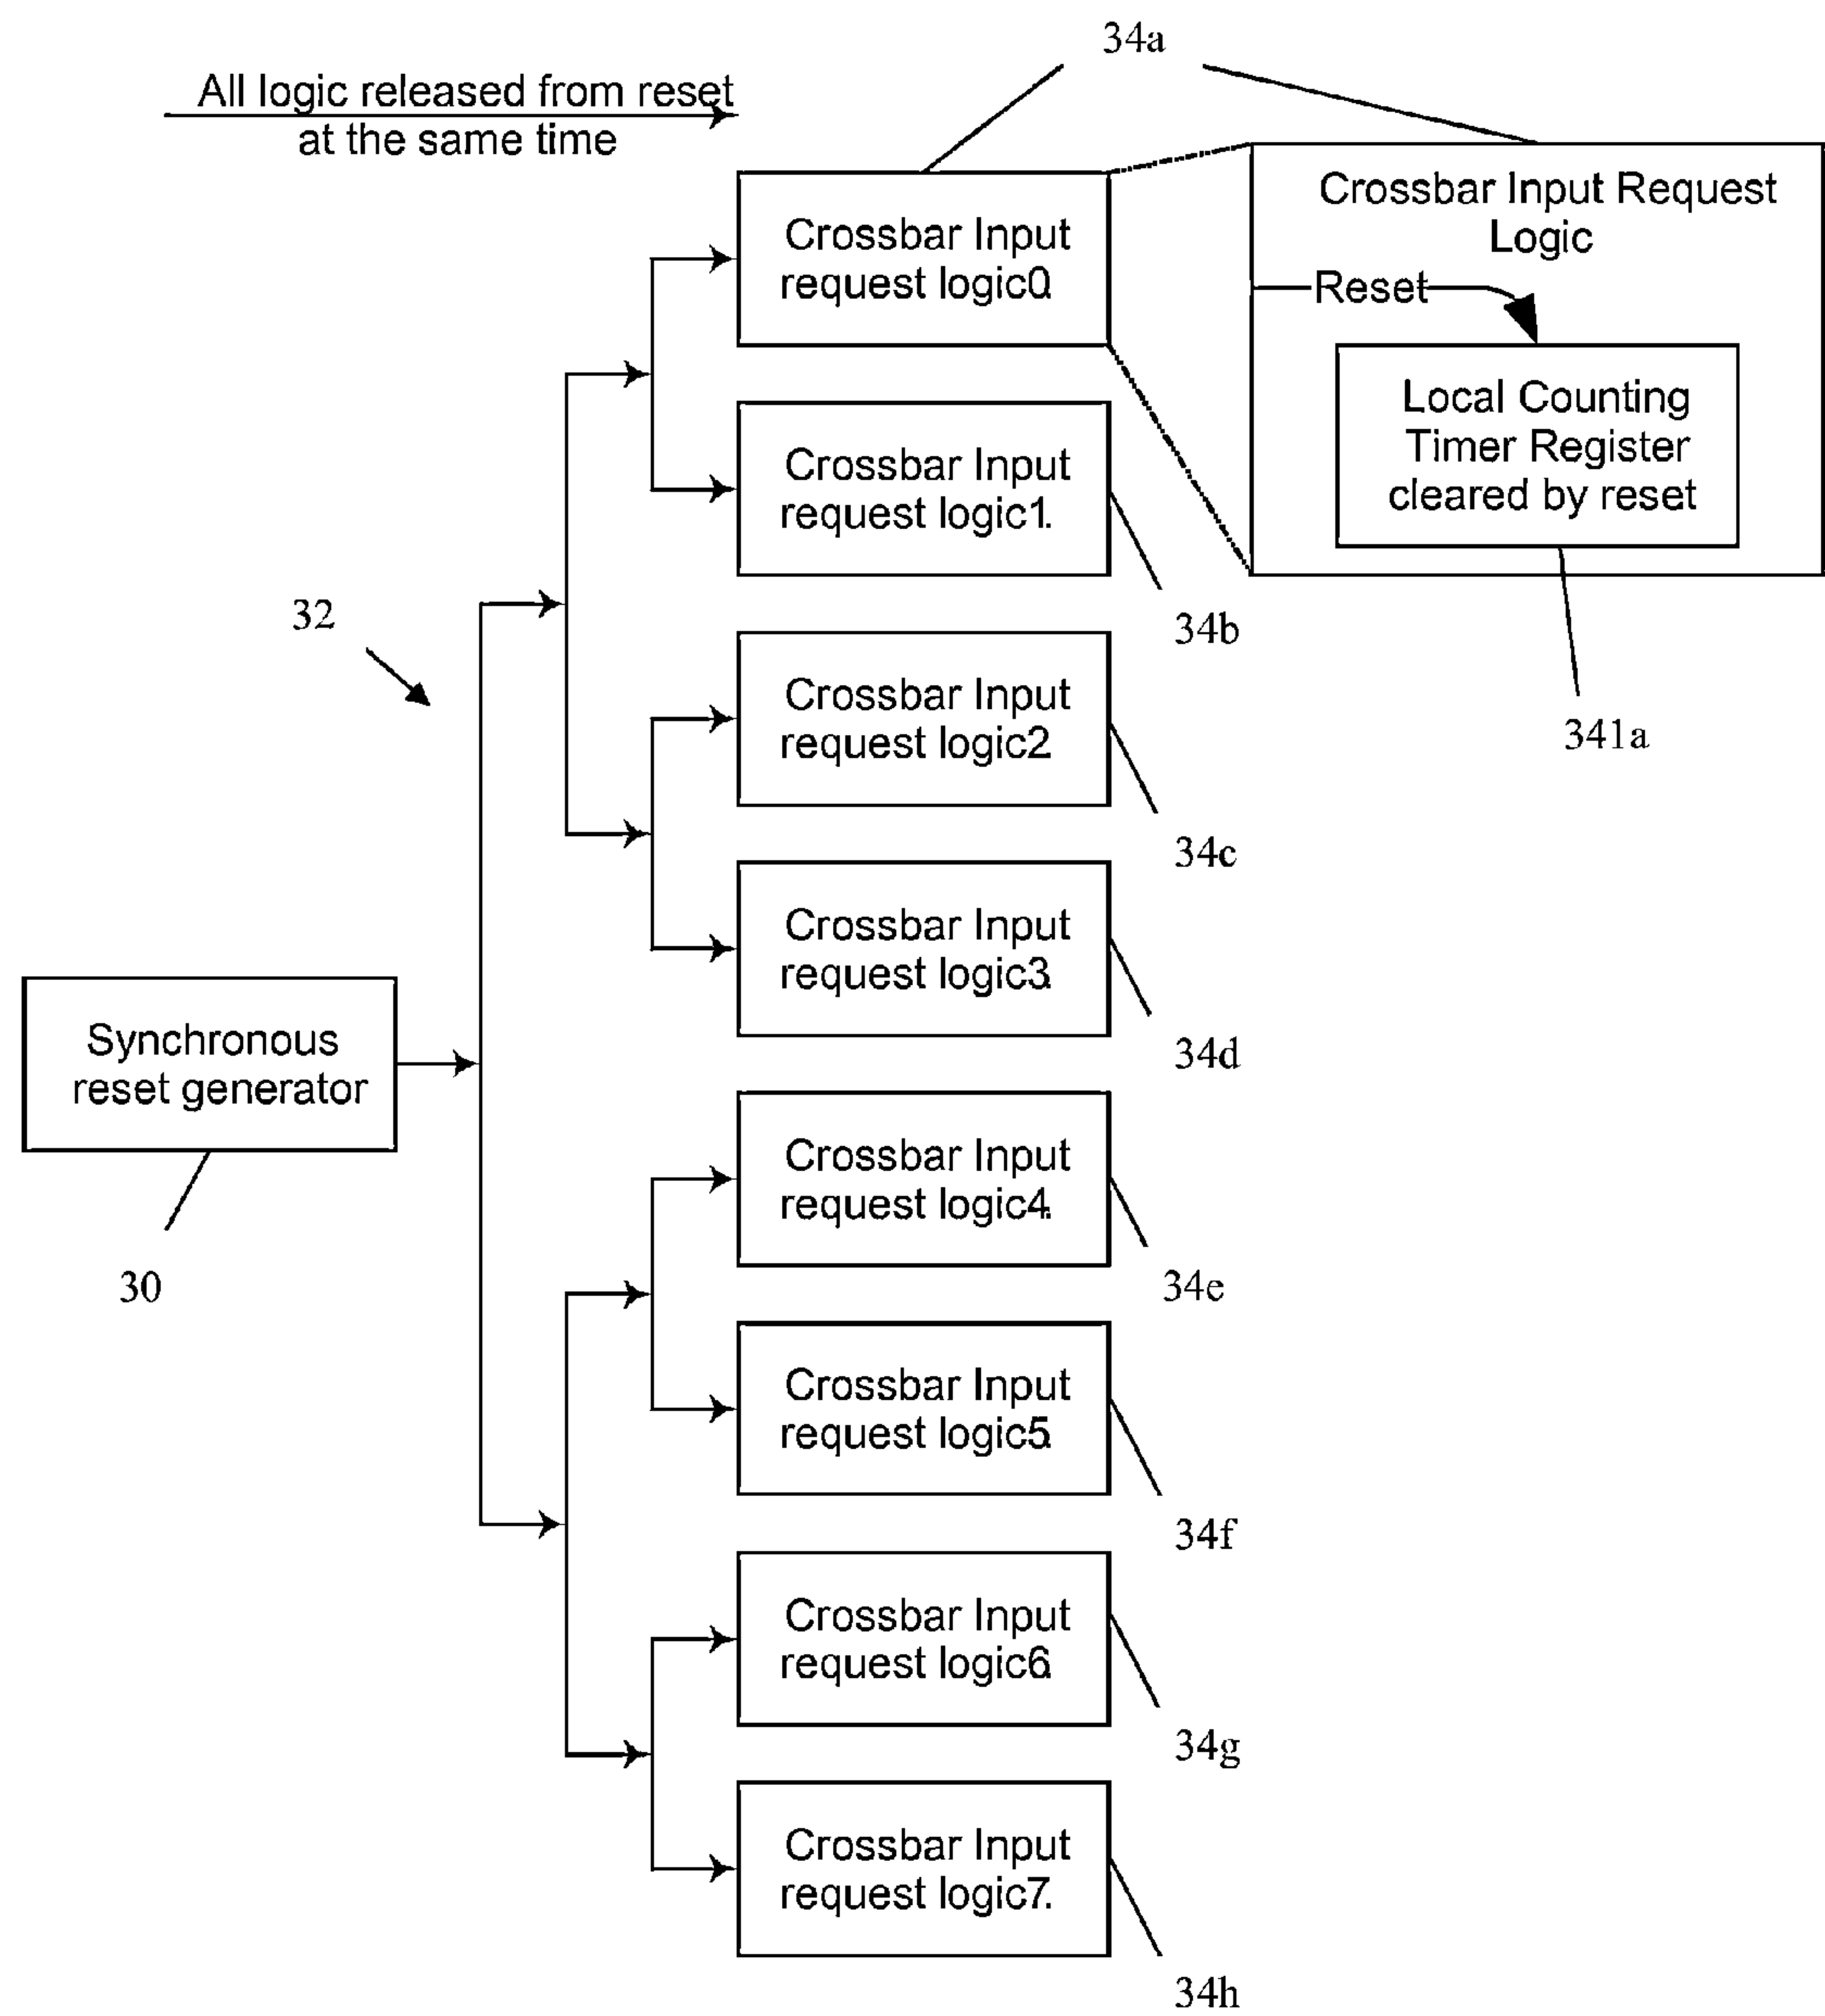 34a
All logic released from reset
at the same time
Crossbar Input Request
Logic
Reset
Local Counting
Timer Register
cleared by reset
341a
Crossbar Input
request logic0.
Crossbar Input
request logic1.
34b
32
Crossbar Input
request logic2
34c
Crossbar Input
request logic3.
34d
Synchronous
reset generator
30
Crossbar Input
request logic4.
34e
Crossbar Input
request logic5.
34f
Crossbar Input
request logic6.
34g
Crossbar Input
request logic7.
34h